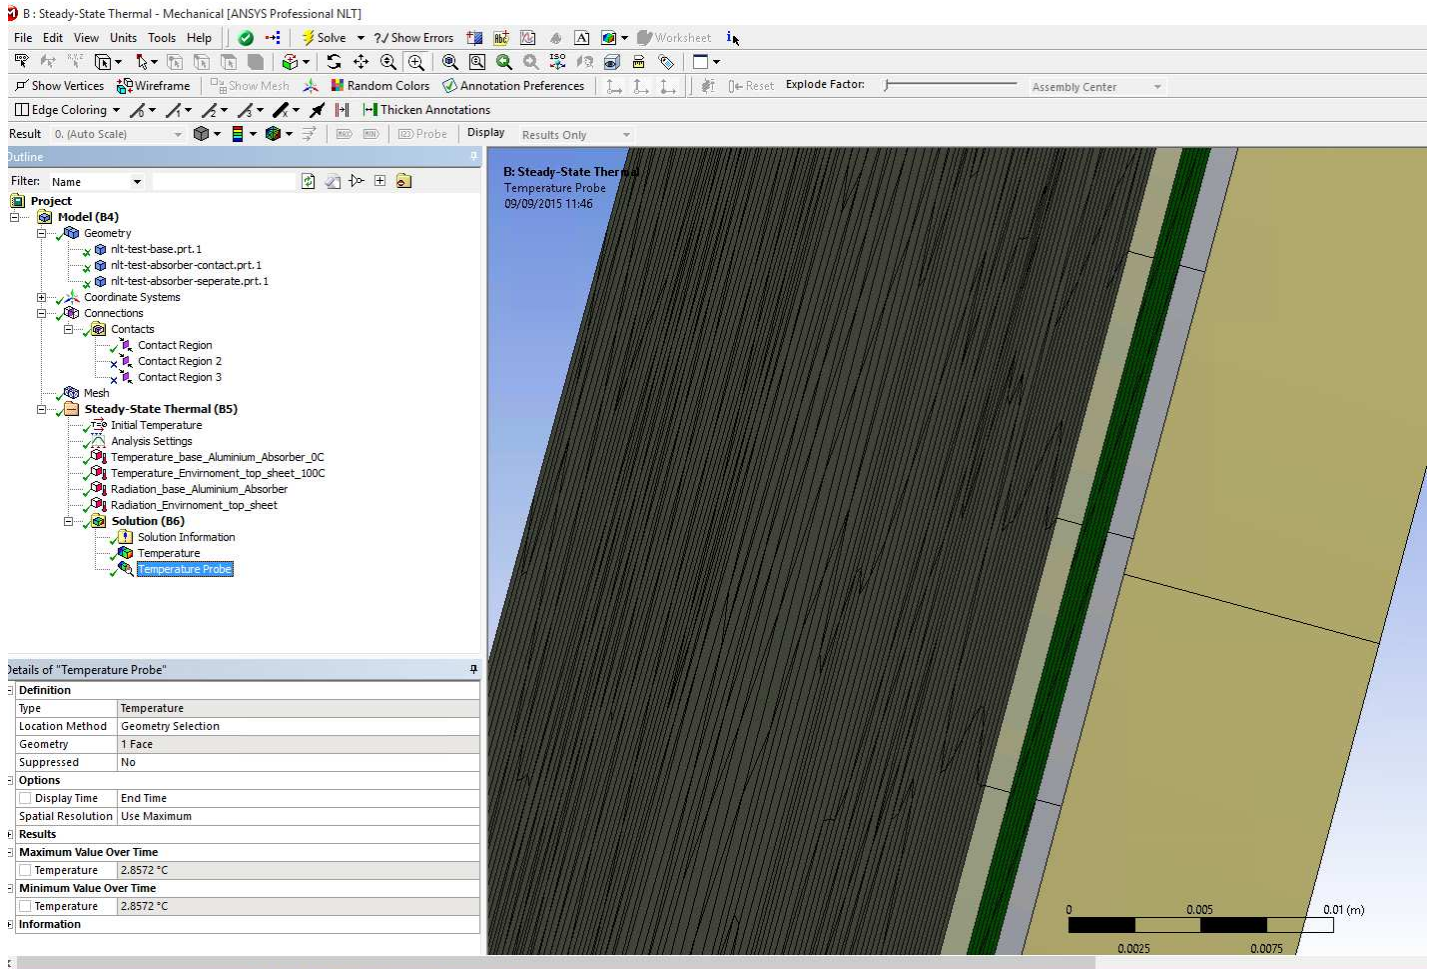 B : Steady-State Thermal - Mechanical [ANSYS Professional NLT]
File Edit View Units Tools Help Solve ?/ Show Errors Worksheet
Show Vertices Wireframe Show Mesh Random Colors Annotation Preferences Reset Explode Factor: Assembly Center
Edge Coloring Thicken Annotations
Result 0. (Auto Scale) MAX MIN Probe Display Results Only
Outline
Filter: Name
Project
Model (B4)
Geometry
nlt-test-base.prt.1
nlt-test-absorber-contact.prt.1
nlt-test-absorber-seperate.prt.1
Coordinate Systems
Connections
Contacts
Contact Region
Contact Region 2
Contact Region 3
Mesh
Steady-State Thermal (B5)
Initial Temperature
Analysis Settings
Temperature_base_Aluminium_Absorber_0C
Temperature_Envirnoment_top_sheet_100C
Radiation_base_Aluminium_Absorber
Radiation_Envirnoment_top_sheet
Solution (B6)
Solution Information
Temperature
Temperature Probe
Details of "Temperature Probe"
Definition
Type Temperature
Location Method Geometry Selection
Geometry 1 Face
Suppressed No
Options
Display Time End Time
Spatial Resolution Use Maximum
Results
Maximum Value Over Time
Temperature 2.8572 °C
Minimum Value Over Time
Temperature 2.8572 °C
Information
B: Steady-State Thermal
Temperature Probe
09/09/2015 11:46
0 0.005 0.01 (m)
0.0025 0.0075